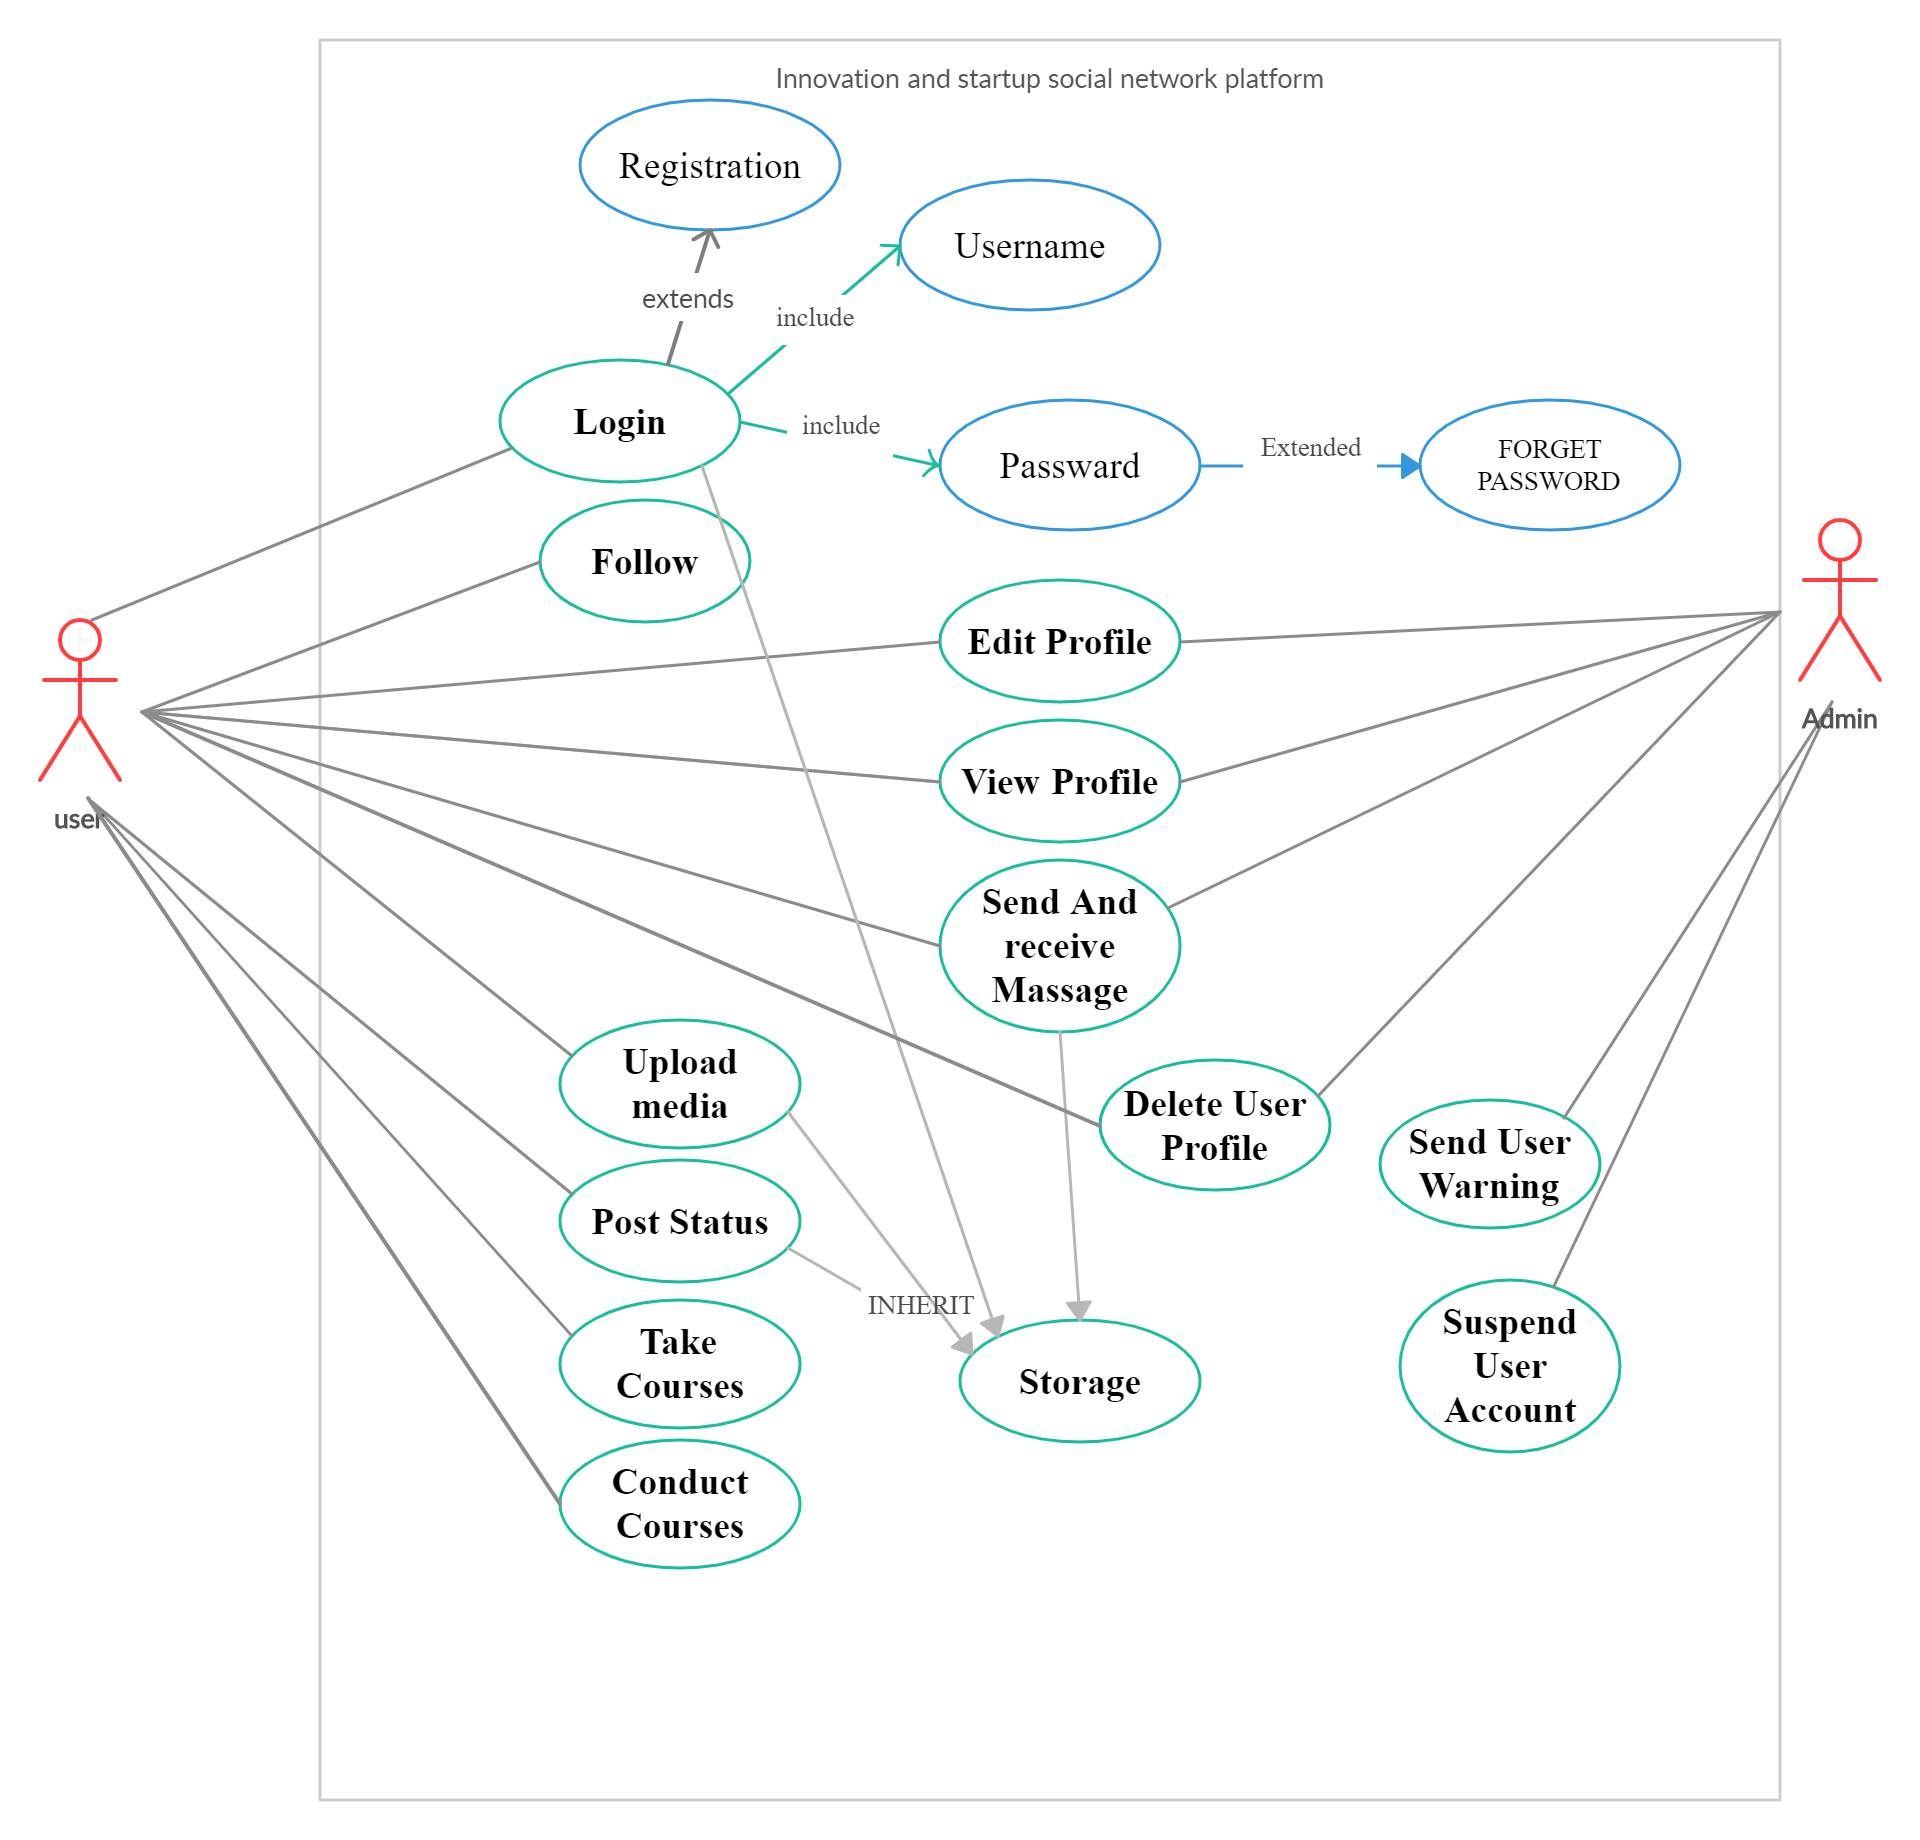 Innovation and startup social network platform
Registration
Username
extends
include
Login
include
Passward
Extended
FORGET
PASSWORD
Follow
Edit Profile
Admin
View Profile
user
Send And
receive
Massage
Upload
media
Delete User
Profile
Send User
Warning
Post Status
INHERIT
Take
Courses
Storage
Suspend
User
Account
Conduct
Courses